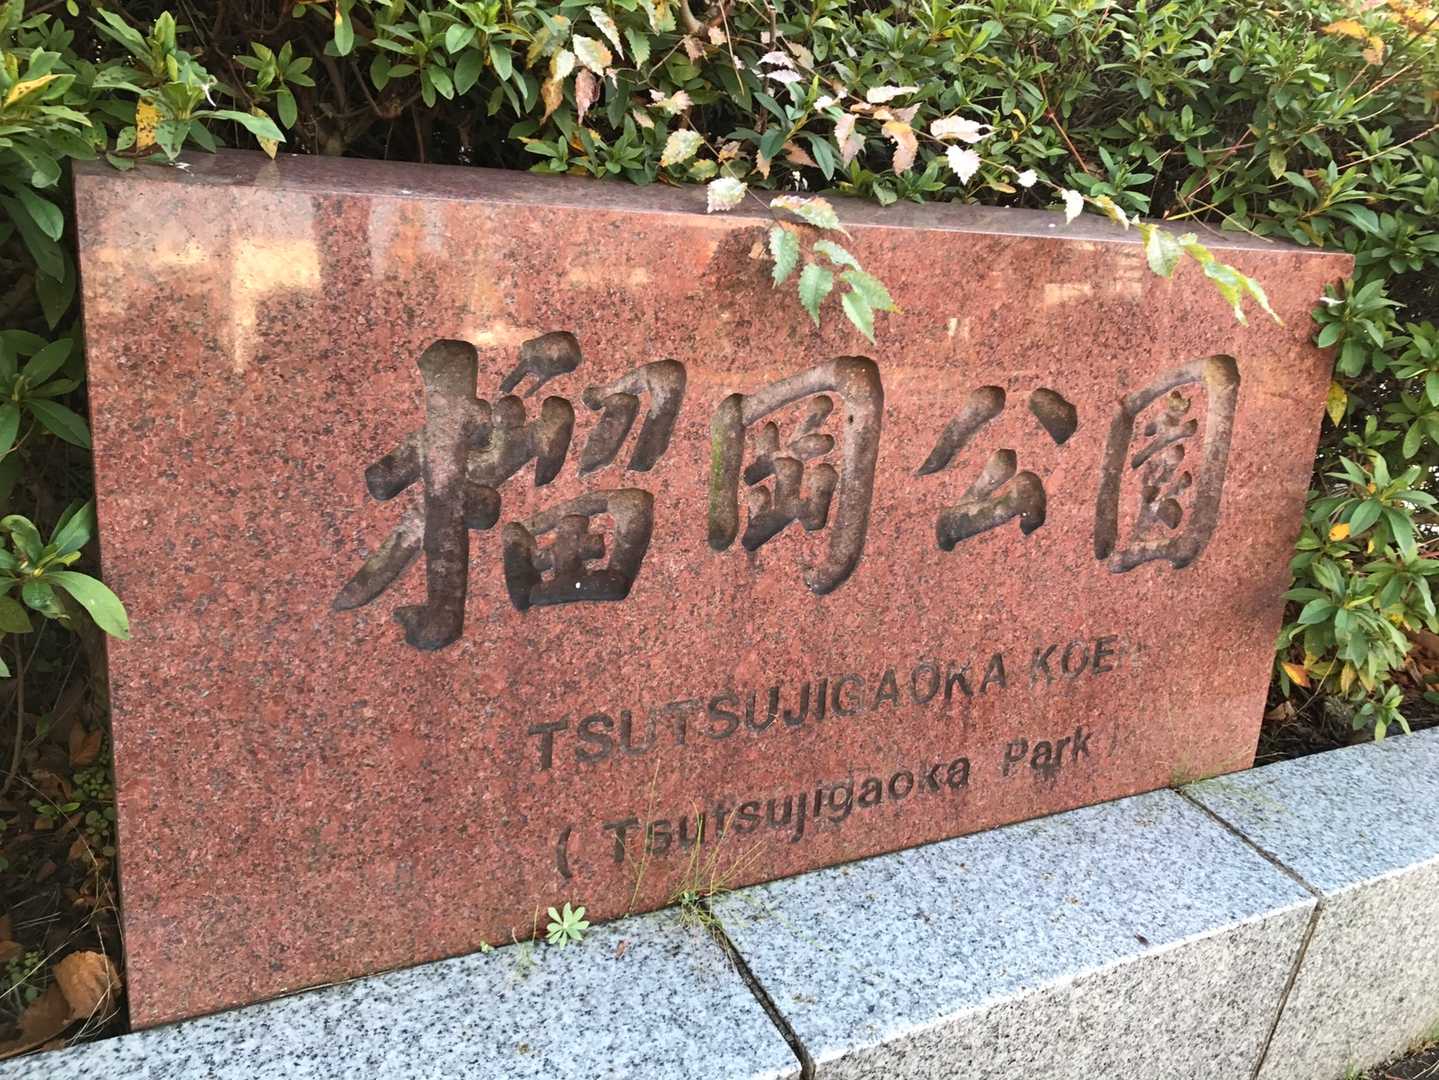 榴岡公園
TSUTSUJIGAOKA KOEN
( Tsutsujigaoka Park )